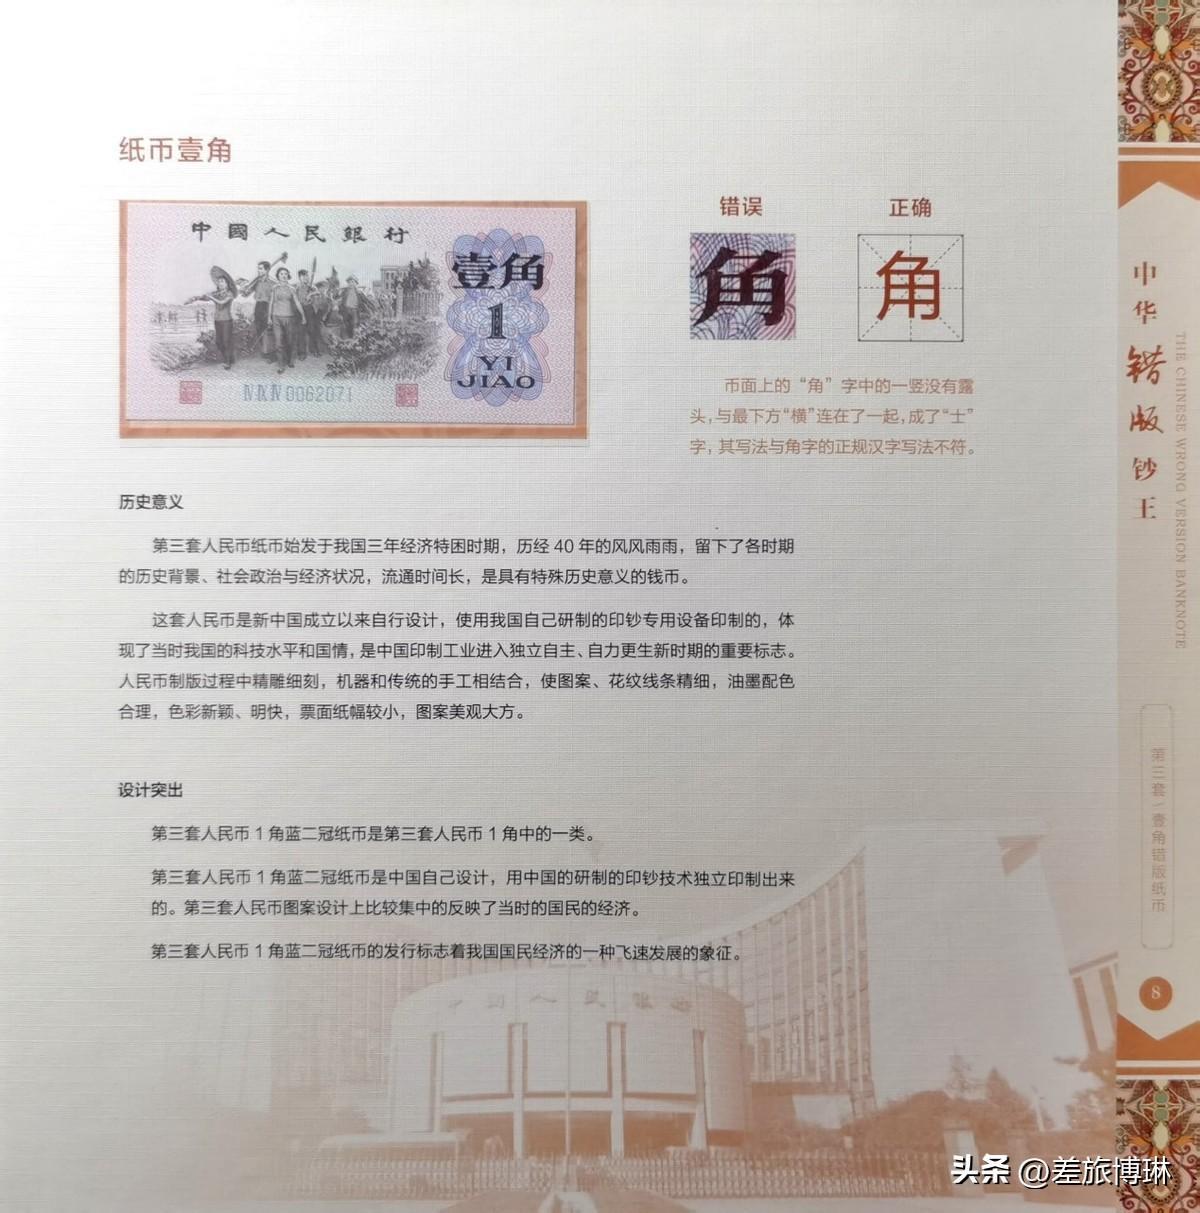 纸币壹角
中國人民銀行
壹角
1
YI
JIAO
ⅣⅨⅣ0062071
错误
正确
角
角
币面上的“角”字中的一竖没有露
头，与最下方“横”连在了一起，成了“士”
字，其写法与角字的正规汉字写法不符。
历史意义
第三套人民币纸币始发于我国三年经济特困时期，历经 40 年的风风雨雨，留下了各时期
的历史背景、社会政治与经济状况，流通时间长，是具有特殊历史意义的钱币。
这套人民币是新中国成立以来自行设计，使用我国自己研制的印钞专用设备印制的，体
现了当时我国的科技水平和国情，是中国印制工业进入独立自主、自力更生新时期的重要标志。
人民币制版过程中精雕细刻，机器和传统的手工相结合，使图案、花纹线条精细，油墨配色
合理，色彩新颖、明快，票面纸幅较小，图案美观大方。
设计突出
第三套人民币 1 角蓝二冠纸币是第三套人民币 1 角中的一类。
第三套人民币 1 角蓝二冠纸币是中国自己设计，用中国的研制的印钞技术独立印制出来
的。第三套人民币图案设计上比较集中的反映了当时的国民的经济。
第三套人民币 1 角蓝二冠纸币的发行标志着我国国民经济的一种飞速发展的象征。
中国人民银行
中华错版钞王
THE CHINESE WRONG VERSION BANKNOTE
第三套/壹角错版纸币
8
头条 @差旅博琳